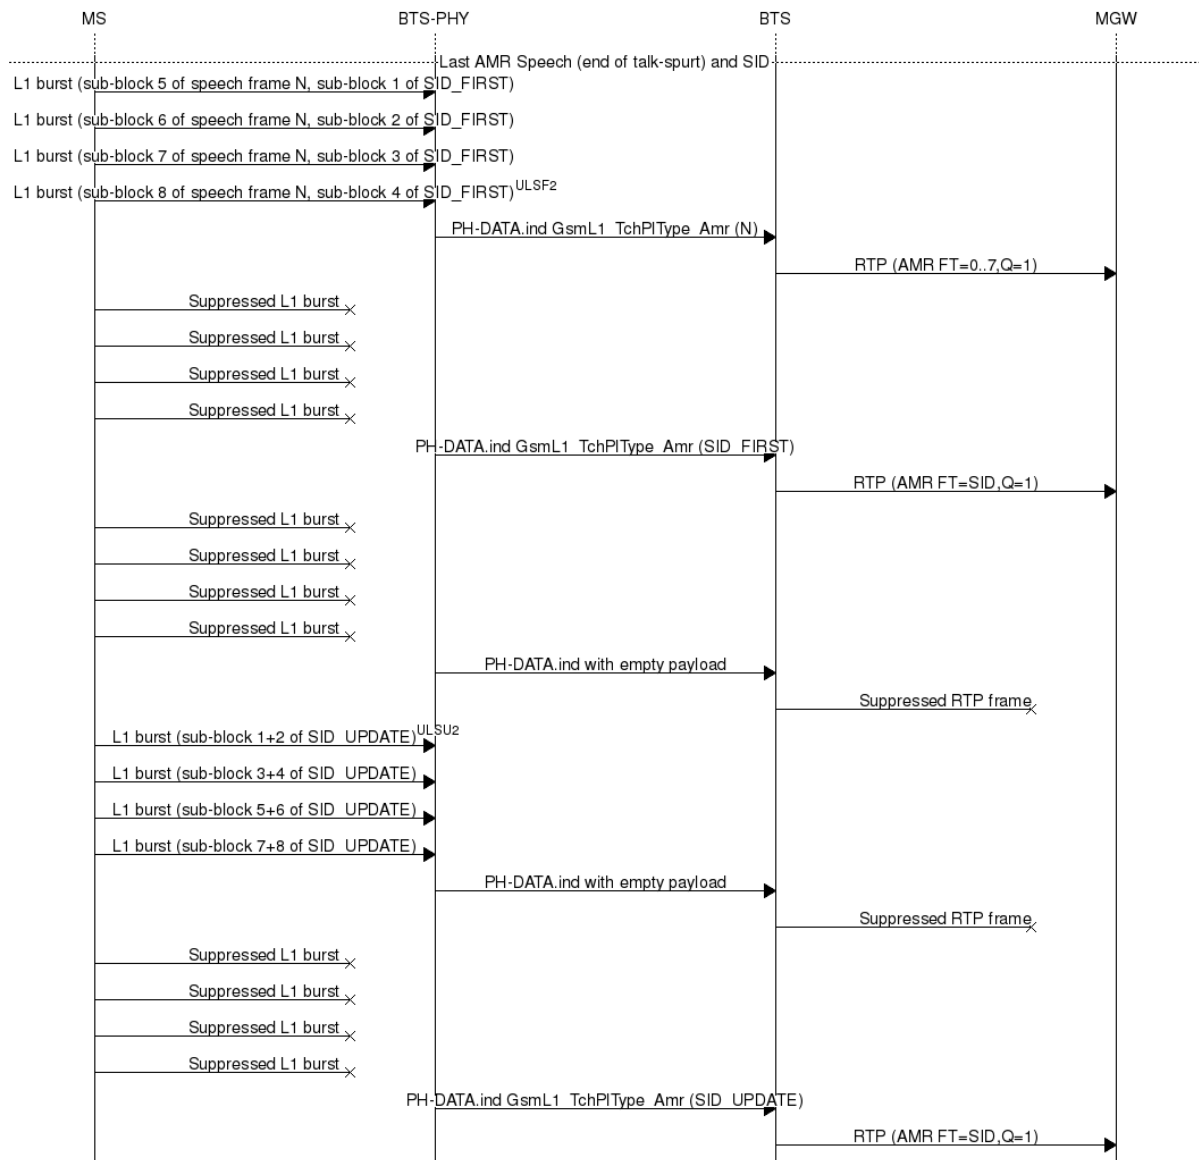 MS BTS-PHY BTS MGW
Last AMR Speech (end of talk-spurt) and SID
L1 burst (sub-block 5 of speech frame N, sub-block 1 of SID_FIRST)
L1 burst (sub-block 6 of speech frame N, sub-block 2 of SID_FIRST)
L1 burst (sub-block 7 of speech frame N, sub-block 3 of SID_FIRST)
L1 burst (sub-block 8 of speech frame N, sub-block 4 of SID_FIRST) ULSF2
PH-DATA.ind GsmL1_TchPlType_Amr (N)
RTP (AMR FT=0..7,Q=1)
Suppressed L1 burst
Suppressed L1 burst
Suppressed L1 burst
Suppressed L1 burst
PH-DATA.ind GsmL1_TchPlType_Amr (SID_FIRST)
RTP (AMR FT=SID,Q=1)
Suppressed L1 burst
Suppressed L1 burst
Suppressed L1 burst
Suppressed L1 burst
PH-DATA.ind with empty payload
Suppressed RTP frame
L1 burst (sub-block 1+2 of SID_UPDATE) ULSU2
L1 burst (sub-block 3+4 of SID_UPDATE)
L1 burst (sub-block 5+6 of SID_UPDATE)
L1 burst (sub-block 7+8 of SID_UPDATE)
PH-DATA.ind with empty payload
Suppressed RTP frame
Suppressed L1 burst
Suppressed L1 burst
Suppressed L1 burst
Suppressed L1 burst
PH-DATA.ind GsmL1_TchPlType_Amr (SID_UPDATE)
RTP (AMR FT=SID,Q=1)